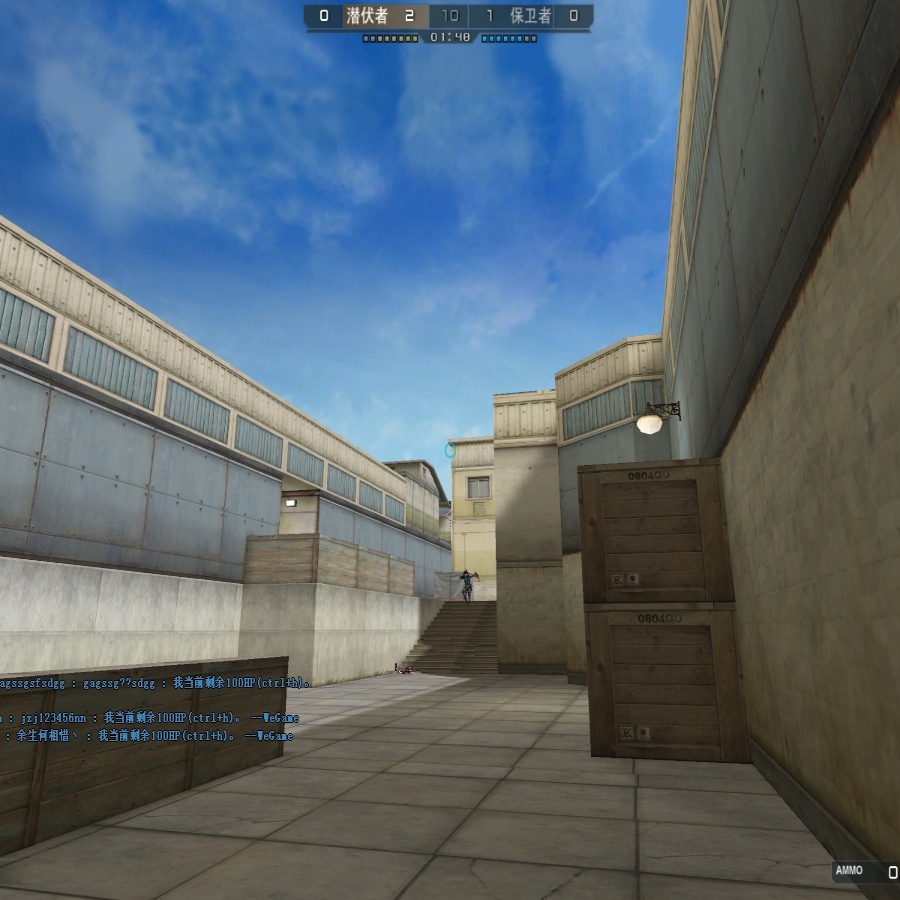 0 潜伏者 2 10 1 保卫者 0
01:48
0804GD
0804GD
agssgsfsdgg : gagssg??sdgg : 我当前剩余100HP(ctrl+h)。
: jzj123456nn : 我当前剩余100HP(ctrl+h)。 —WeGame
: 余生何相惜丶 : 我当前剩余100HP(ctrl+h)。 —WeGame
AMMO 0